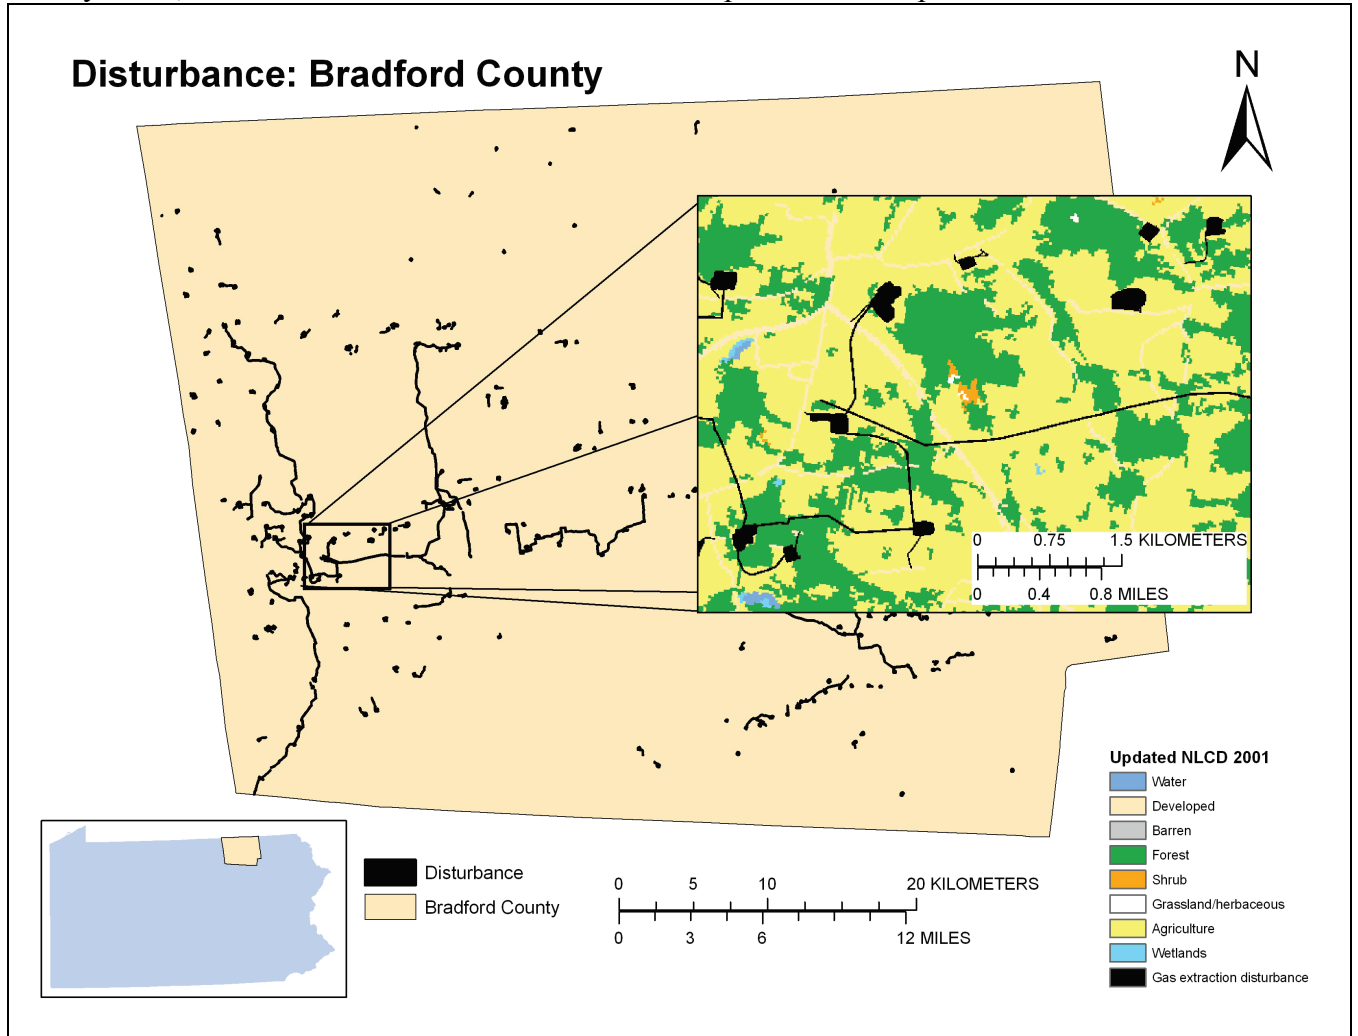 Disturbance: Bradford County
N
0 0.75 1.5 KILOMETERS
0 0.4 0.8 MILES
Updated NLCD 2001
Water
Developed
Barren
Forest
Shrub
Grassland/herbaceous
Agriculture
Wetlands
Gas extraction disturbance
Disturbance
Bradford County
0 5 10 20 KILOMETERS
0 3 6 12 MILES